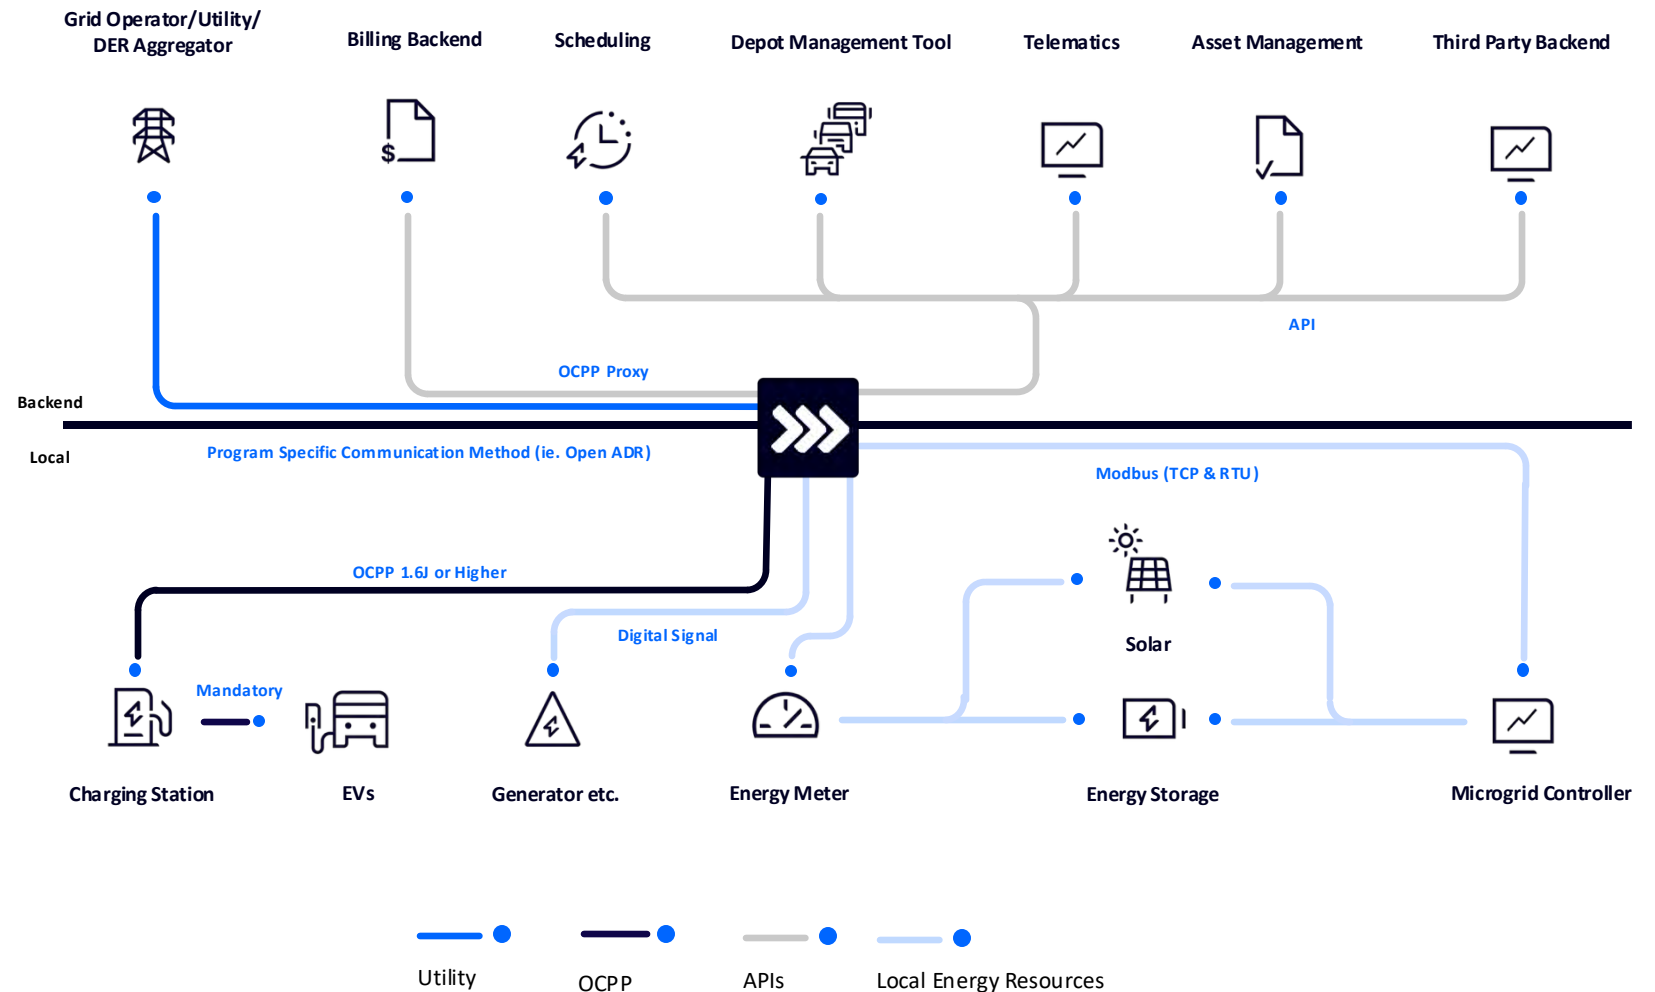 Grid Operator/Utility/
DER Aggregator
Billing Backend
Scheduling
Depot Management Tool
Telematics
Asset Management
Third Party Backend
$
API
OCPP Proxy
Backend
Local
Program Specific Communication Method (ie. Open ADR)
Modbus (TCP & RTU)
OCPP 1.6J or Higher
Digital Signal
Solar
Mandatory
Charging Station
EVs
Generator etc.
Energy Meter
Energy Storage
Microgrid Controller
Utility
OCPP
APIs
Local Energy Resources